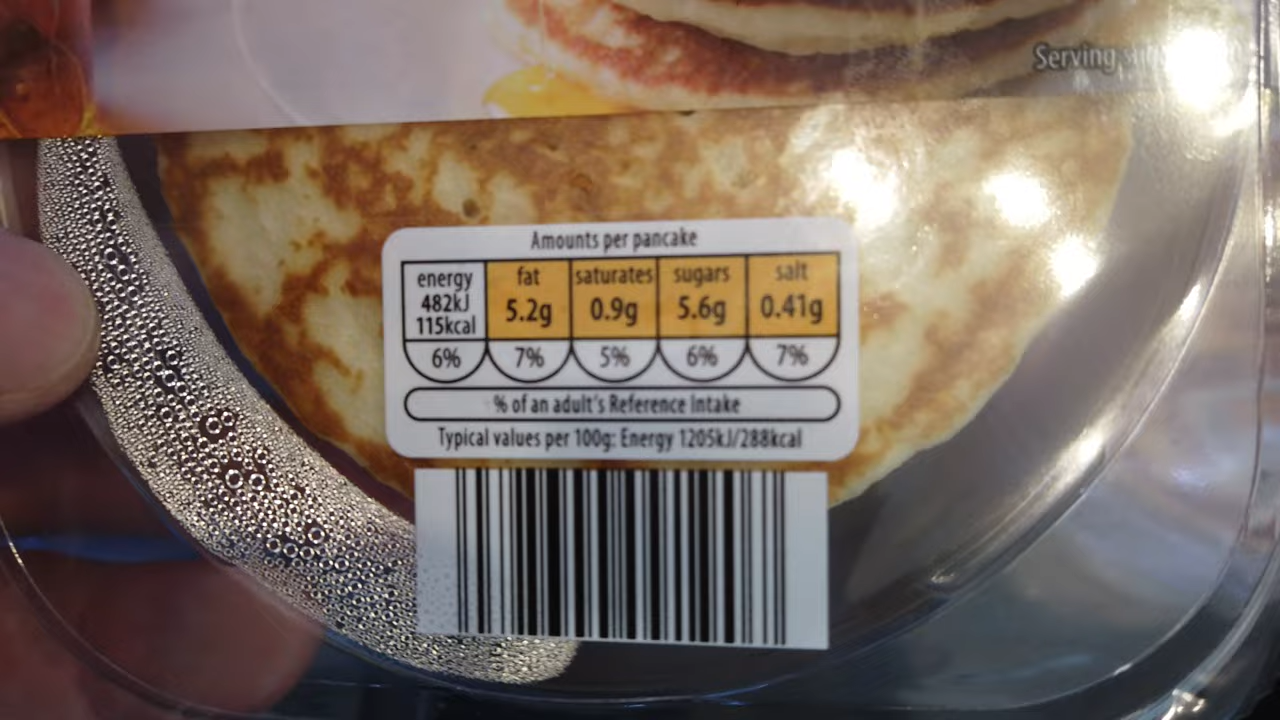 Serving
Amounts per pancake
energy fat saturates sugars salt
482kJ 5.2g 0.9g 5.6g 0.41g
115kcal
6% 7% 5% 6% 7%
% of an adult's Reference Intake
Typical values per 100g: Energy 1205kJ/288kcal